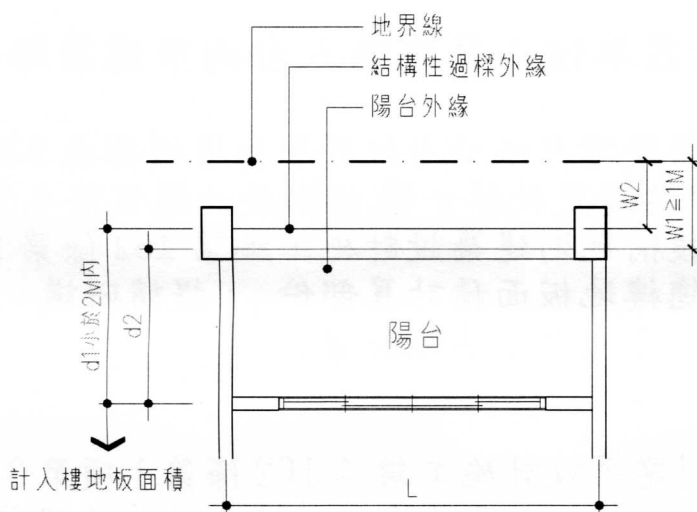 地界線
結構性過樑外緣
陽台外緣
W2
W1≧1M
d1小於2M內
d2
陽台
計入樓地板面積
L